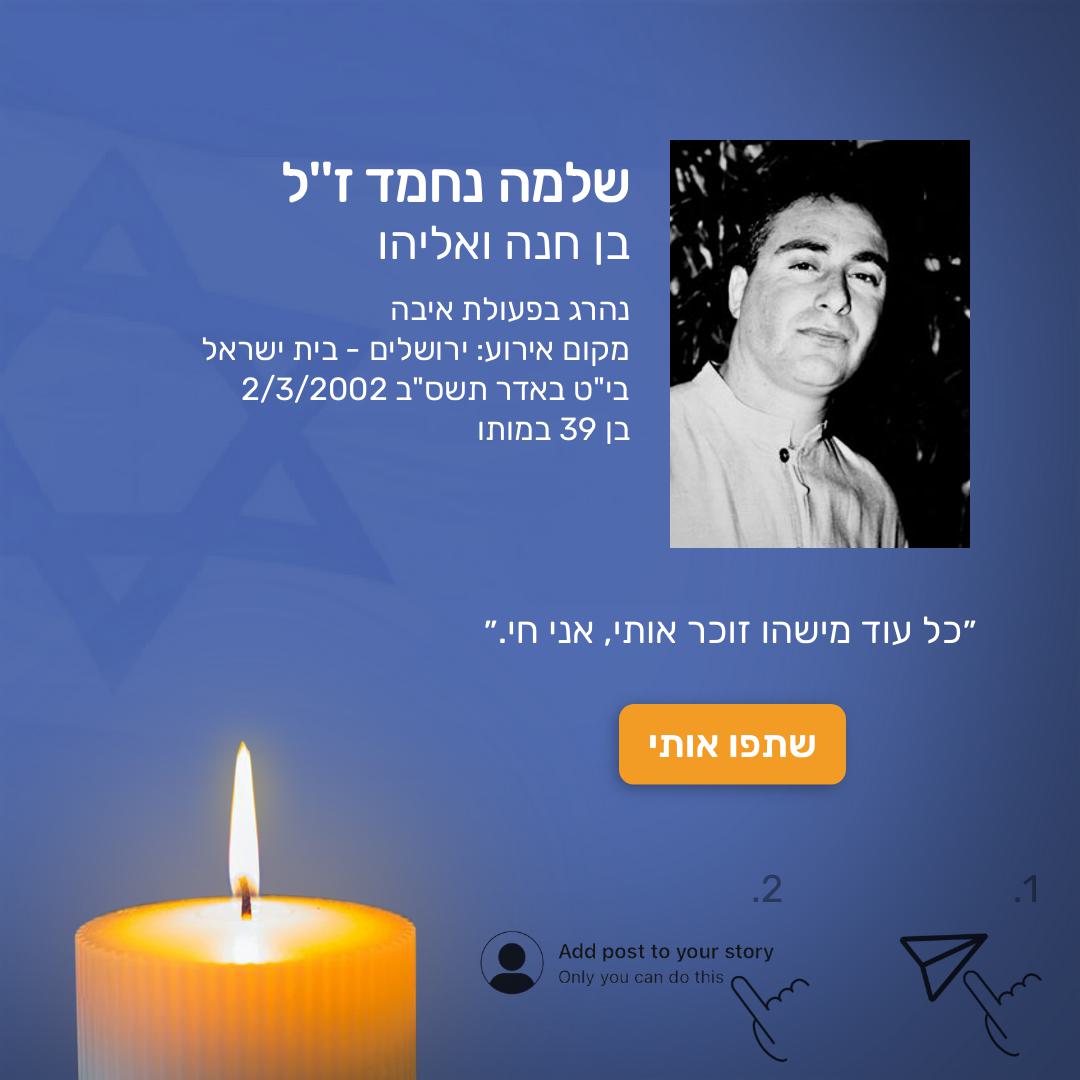 שלמה נחמד ז"ל
בן חנה ואליהו
נהרג בפעולת איבה
מקום אירוע: ירושלים - בית ישראל
בי"ט באדר תשס"ב 2/3/2002
בן 39 במותו
״כל עוד מישהו זוכר אותי, אני חי.״
שתפו אותי
1.
2.
Add post to your story
Only you can do this